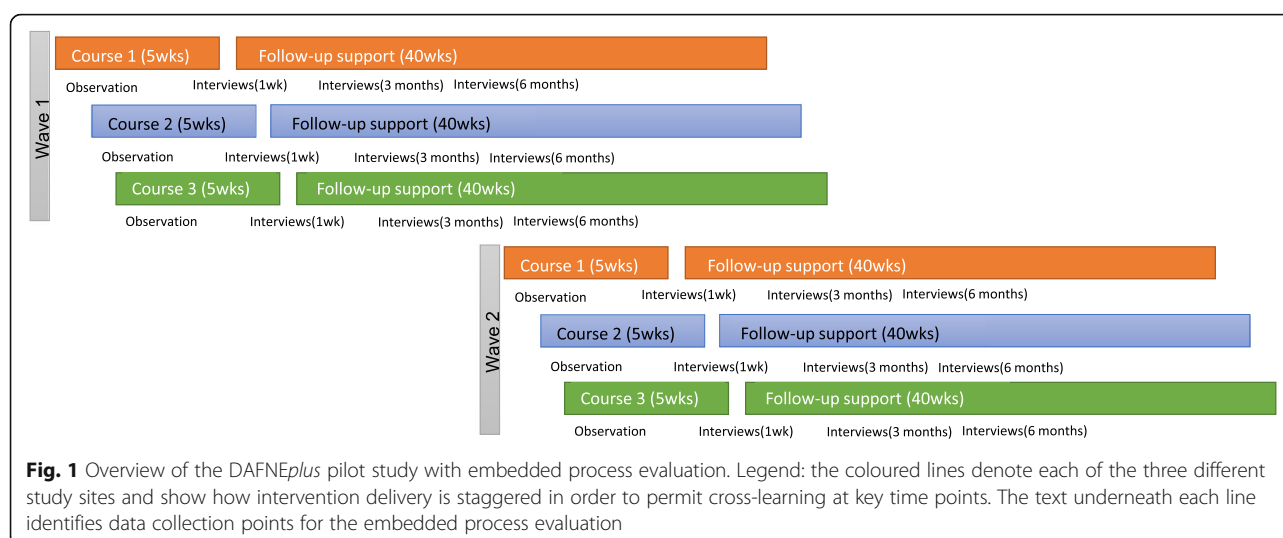 Wave 1
Course 1 (5wks) Follow-up support (40wks)
Observation Interviews(1wk) Interviews(3 months) Interviews(6 months)
Course 2 (5wks) Follow-up support (40wks)
Observation Interviews(1wk) Interviews(3 months) Interviews(6 months)
Course 3 (5wks) Follow-up support (40wks)
Observation Interviews(1wk) Interviews(3 months) Interviews(6 months)
Wave 2
Course 1 (5wks) Follow-up support (40wks)
Observation Interviews(1wk) Interviews(3 months) Interviews(6 months)
Course 2 (5wks) Follow-up support (40wks)
Observation Interviews(1wk) Interviews(3 months) Interviews(6 months)
Course 3 (5wks) Follow-up support (40wks)
Observation Interviews(1wk) Interviews(3 months) Interviews(6 months)
Fig. 1 Overview of the DAFNEplus pilot study with embedded process evaluation. Legend: the coloured lines denote each of the three different
study sites and show how intervention delivery is staggered in order to permit cross-learning at key time points. The text underneath each line
identifies data collection points for the embedded process evaluation